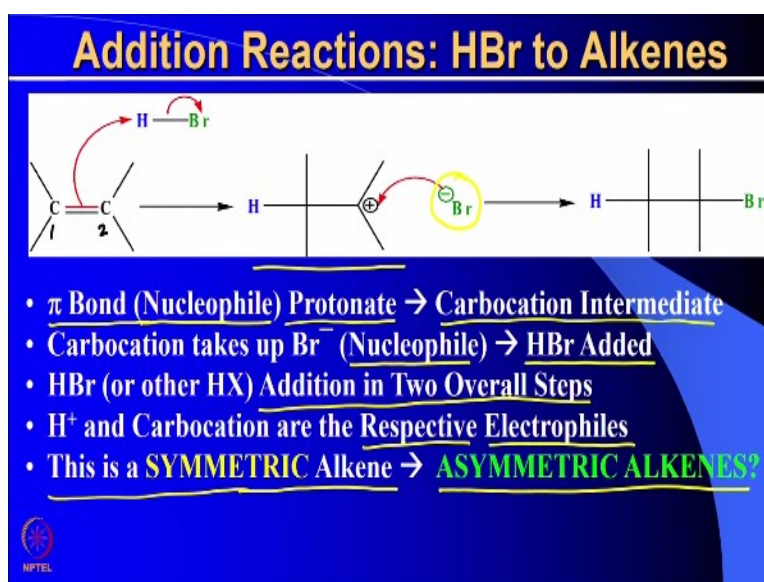 Addition Reactions: HBr to Alkenes
H — Br
C = C
1 2
H ⊕ ⊖ Br
H Br
• π Bond (Nucleophile) Protonate → Carbocation Intermediate
• Carbocation takes up Br⁻ (Nucleophile) → HBr Added
• HBr (or other HX) Addition in Two Overall Steps
• H⁺ and Carbocation are the Respective Electrophiles
• This is a SYMMETRIC Alkene → ASYMMETRIC ALKENES?
NPTEL